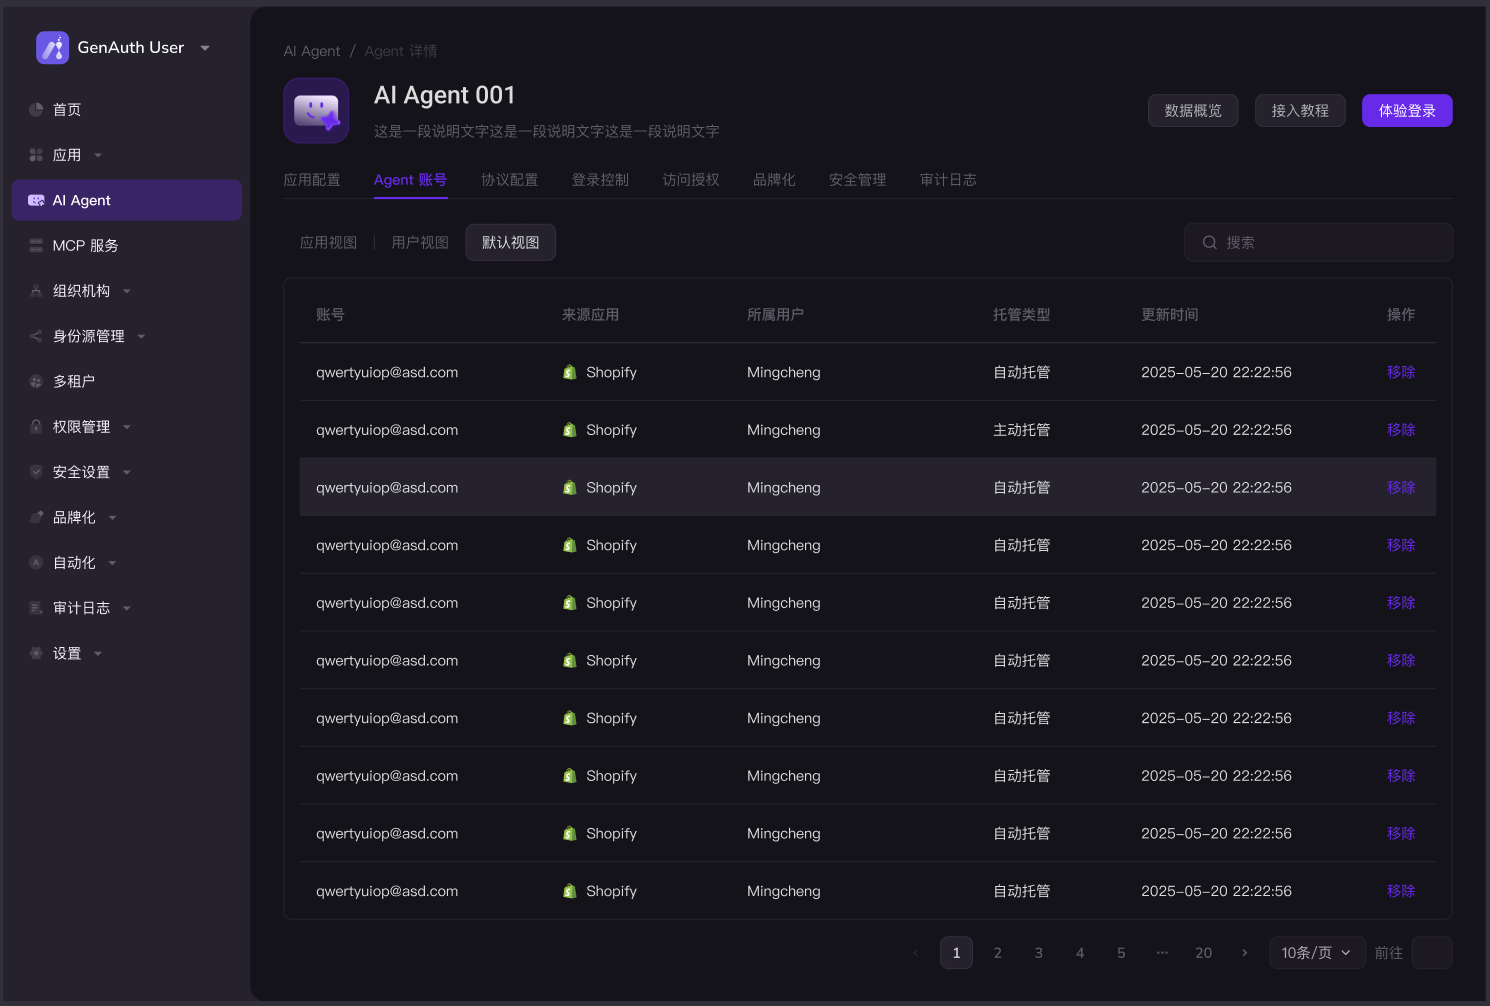 GenAuth User
首页
应用
AI Agent
MCP 服务
组织机构
身份源管理
多租户
权限管理
安全设置
品牌化
自动化
审计日志
设置
AI Agent / Agent 详情
AI Agent 001
这是一段说明文字这是一段说明文字这是一段说明文字
数据概览 接入教程 体验登录
应用配置 Agent 账号 协议配置 登录控制 访问授权 品牌化 安全管理 审计日志
应用视图 用户视图 默认视图 搜索
账号 来源应用 所属用户 托管类型 更新时间 操作
qwertyuiop@asd.com Shopify Mingcheng 自动托管 2025-05-20 22:22:56 移除
qwertyuiop@asd.com Shopify Mingcheng 主动托管 2025-05-20 22:22:56 移除
qwertyuiop@asd.com Shopify Mingcheng 自动托管 2025-05-20 22:22:56 移除
qwertyuiop@asd.com Shopify Mingcheng 自动托管 2025-05-20 22:22:56 移除
qwertyuiop@asd.com Shopify Mingcheng 自动托管 2025-05-20 22:22:56 移除
qwertyuiop@asd.com Shopify Mingcheng 自动托管 2025-05-20 22:22:56 移除
qwertyuiop@asd.com Shopify Mingcheng 自动托管 2025-05-20 22:22:56 移除
qwertyuiop@asd.com Shopify Mingcheng 自动托管 2025-05-20 22:22:56 移除
qwertyuiop@asd.com Shopify Mingcheng 自动托管 2025-05-20 22:22:56 移除
qwertyuiop@asd.com Shopify Mingcheng 自动托管 2025-05-20 22:22:56 移除
1 2 3 4 5 ··· 20 10条/页 前往